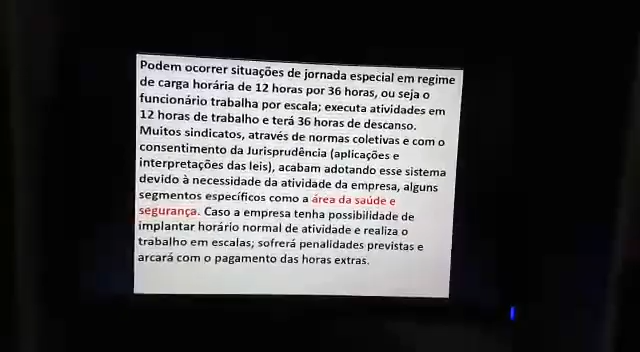 Podem ocorrer situações de jornada especial em regime
de carga horária de 12 horas por 36 horas, ou seja o
funcionário trabalha por escala; executa atividades em
12 horas de trabalho e terá 36 horas de descanso.
Muitos sindicatos, através de normas coletivas e com o
consentimento da Jurisprudência (aplicações e
interpretações das leis), acabam adotando esse sistema
devido à necessidade da atividade da empresa, alguns
segmentos específicos como a área da saúde e
segurança. Caso a empresa tenha possibilidade de
implantar horário normal de atividade e realiza o
trabalho em escalas; sofrerá penalidades previstas e
arcará com o pagamento das horas extras.